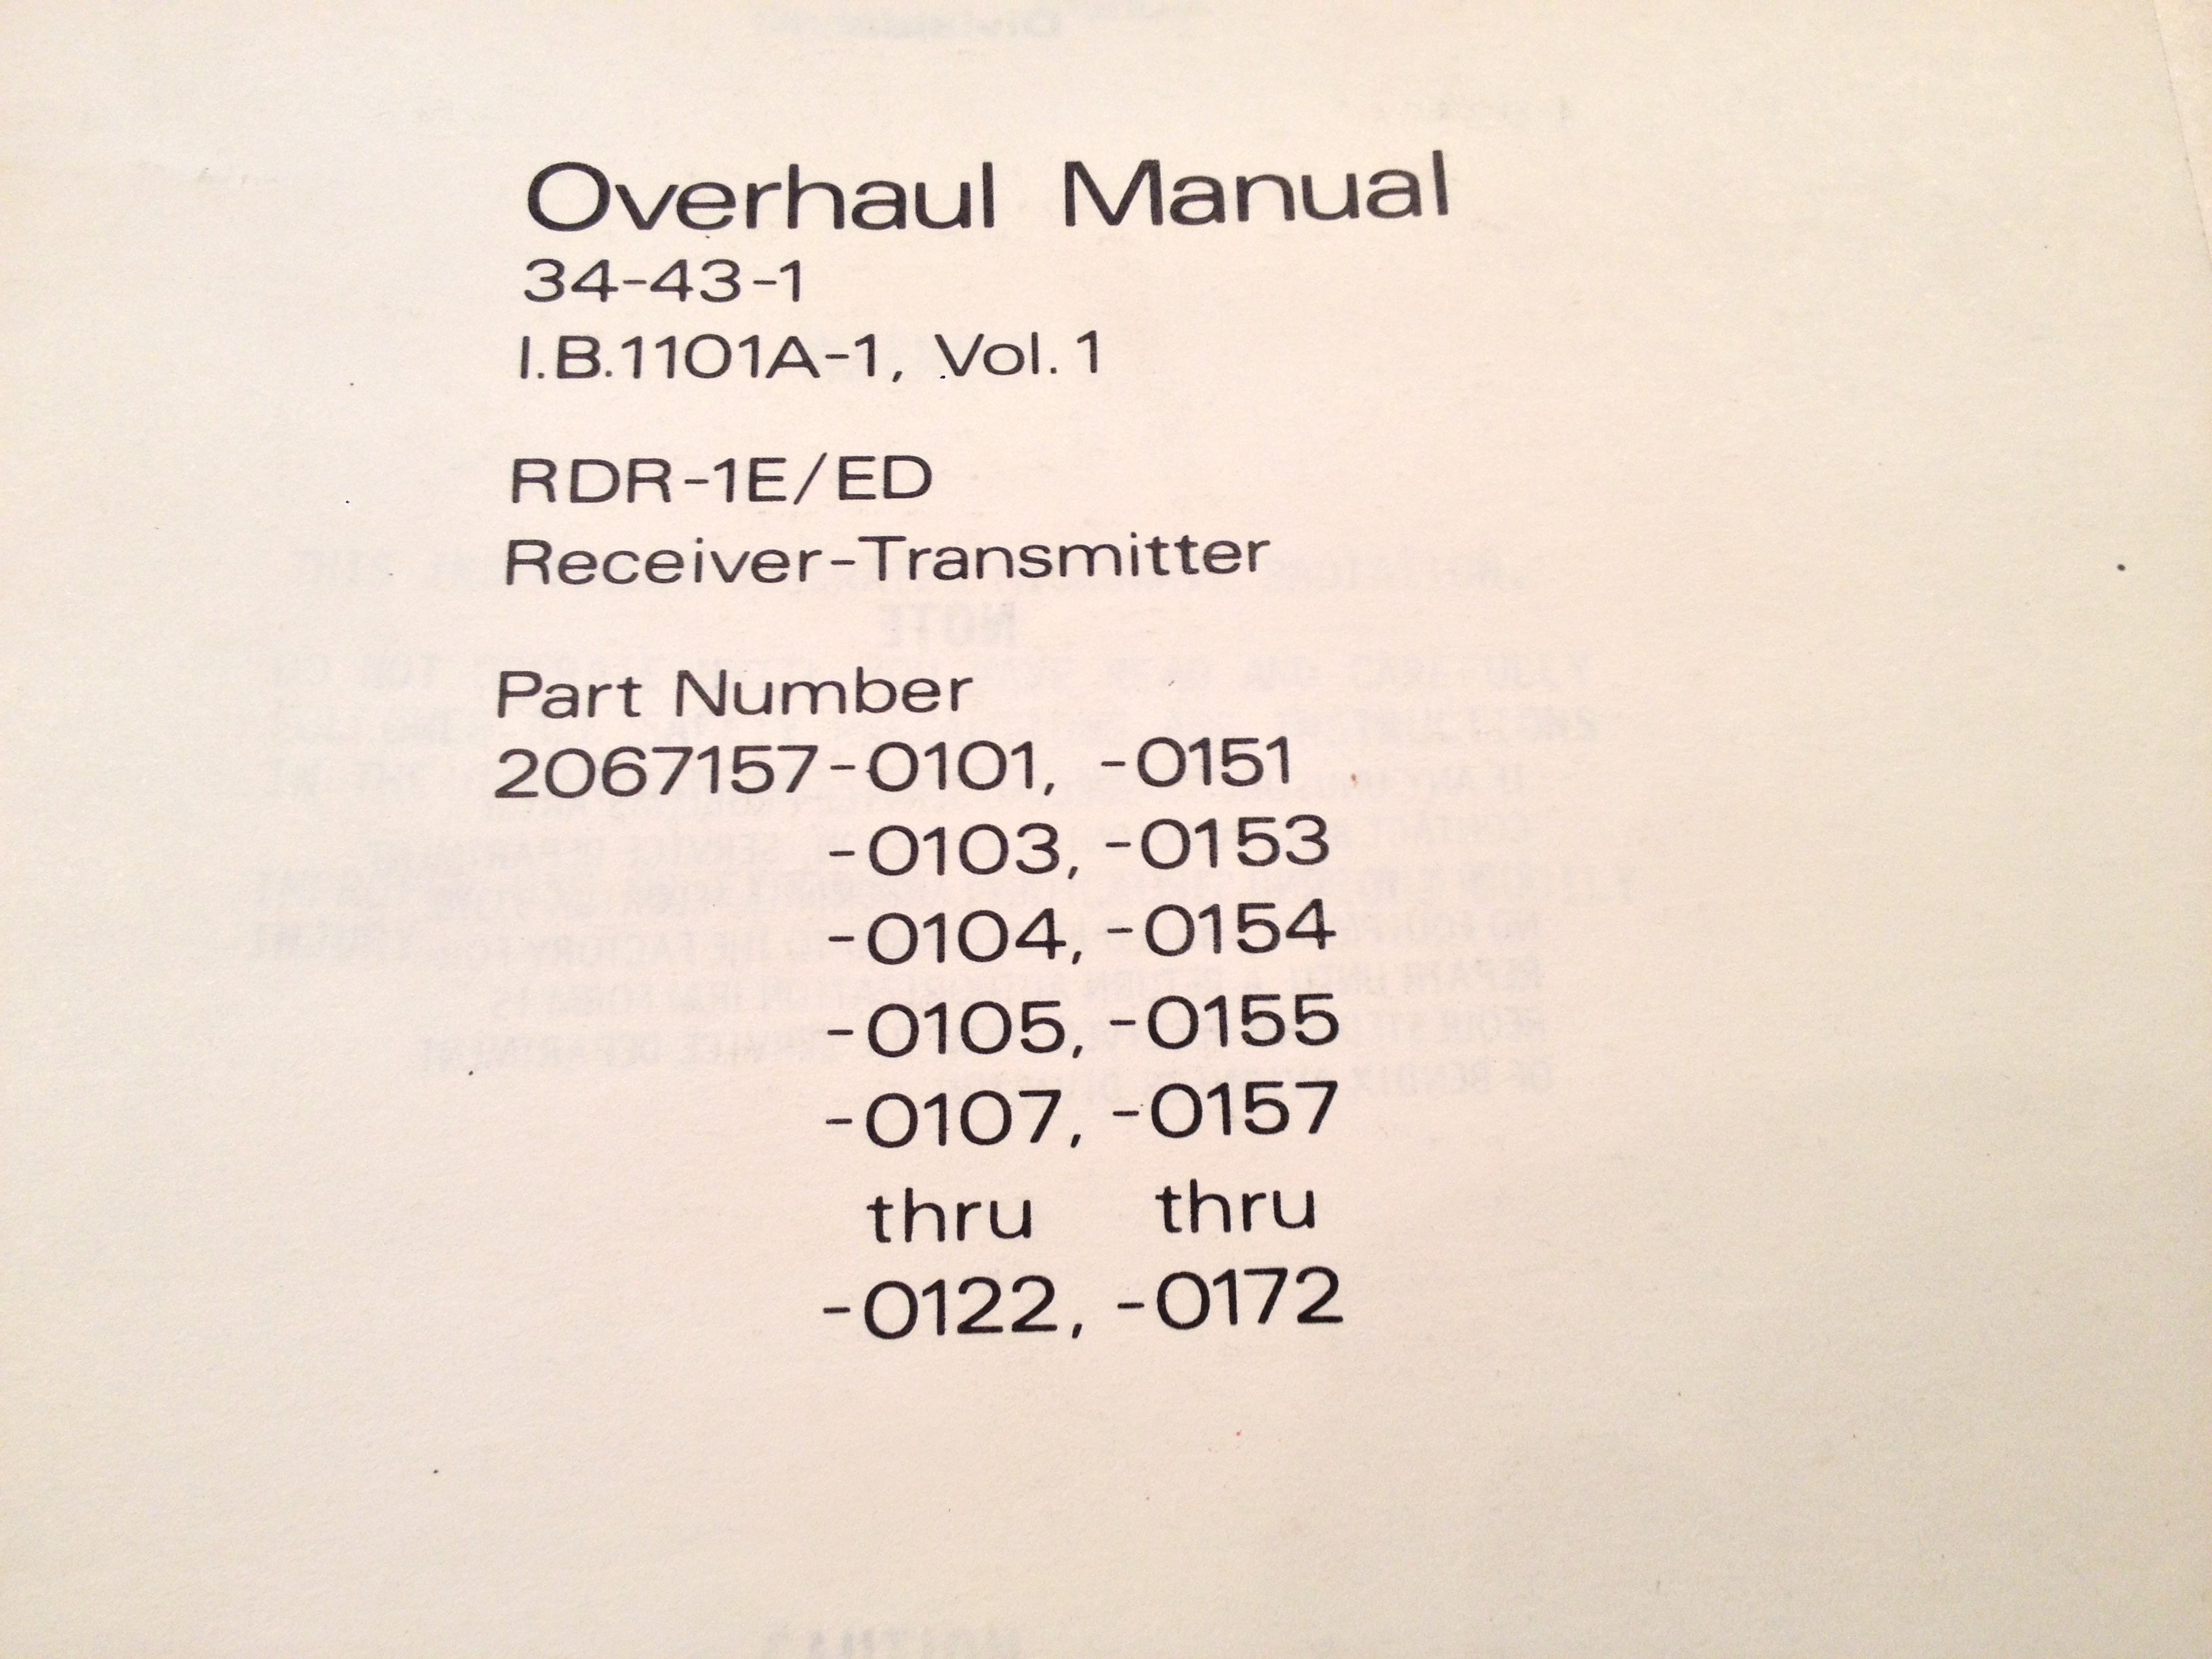 Overhaul Manual
34-43-1
I.B.1101A-1, Vol. 1
RDR-1E/ED
Receiver-Transmitter
Part Number
2067157-0101, -0151
-0103, -0153
-0104, -0154
-0105, -0155
-0107, -0157
thru thru
-0122, -0172